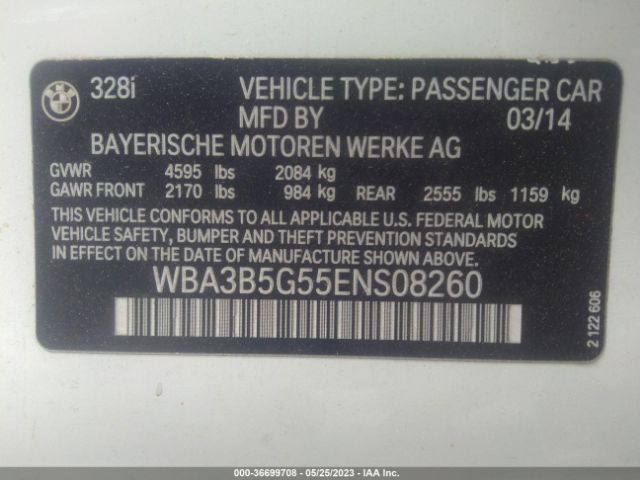 328i VEHICLE TYPE: PASSENGER CAR
MFD BY 03/14
BAYERISCHE MOTOREN WERKE AG
GVWR 4595 lbs 2084 kg
GAWR FRONT 2170 lbs 984 kg REAR 2555 lbs 1159 kg
THIS VEHICLE CONFORMS TO ALL APPLICABLE U.S. FEDERAL MOTOR
VEHICLE SAFETY, BUMPER AND THEFT PREVENTION STANDARDS
IN EFFECT ON THE DATE OF MANUFACTURE SHOWN ABOVE.
WBA3B5G55ENS08260
2 122 606
000-36699708 - 05/25/2023 - IAA Inc.